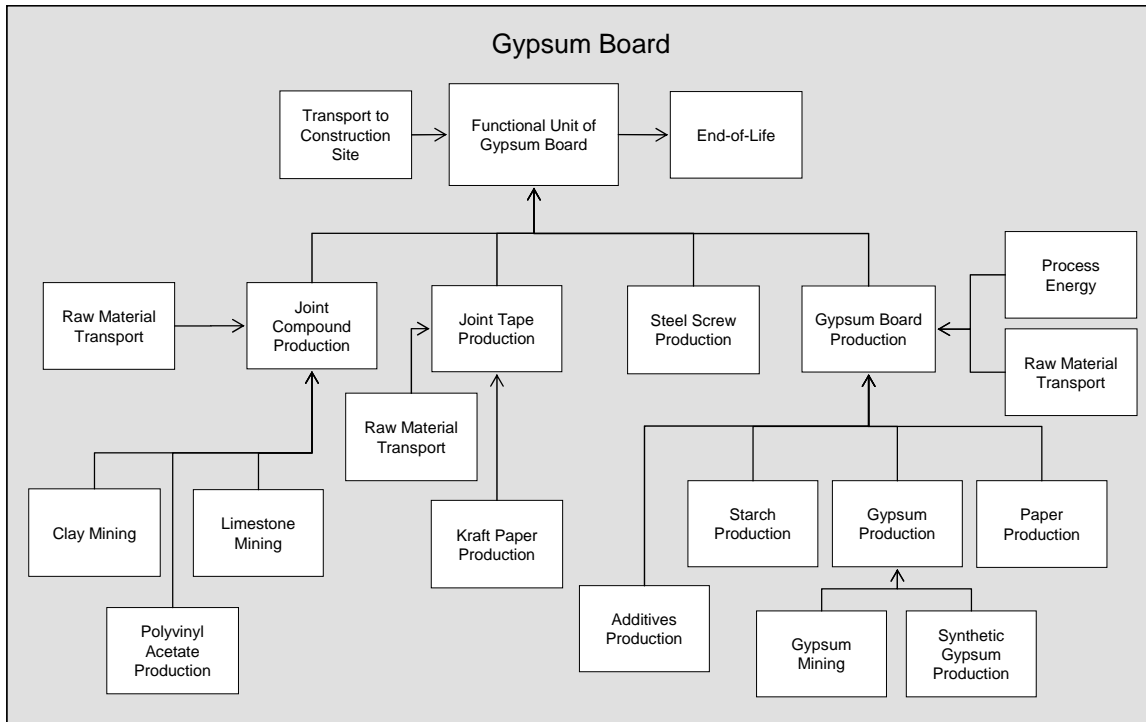 Gypsum Board
Transport to
Construction
Site
Functional Unit of
Gypsum Board
End-of-Life
Process
Energy
Raw Material
Transport
Joint
Compound
Production
Joint Tape
Production
Steel Screw
Production
Gypsum Board
Production
Raw Material
Transport
Raw Material
Transport
Clay Mining
Limestone
Mining
Kraft Paper
Production
Starch
Production
Gypsum
Production
Paper
Production
Polyvinyl
Acetate
Production
Additives
Production
Gypsum
Mining
Synthetic
Gypsum
Production